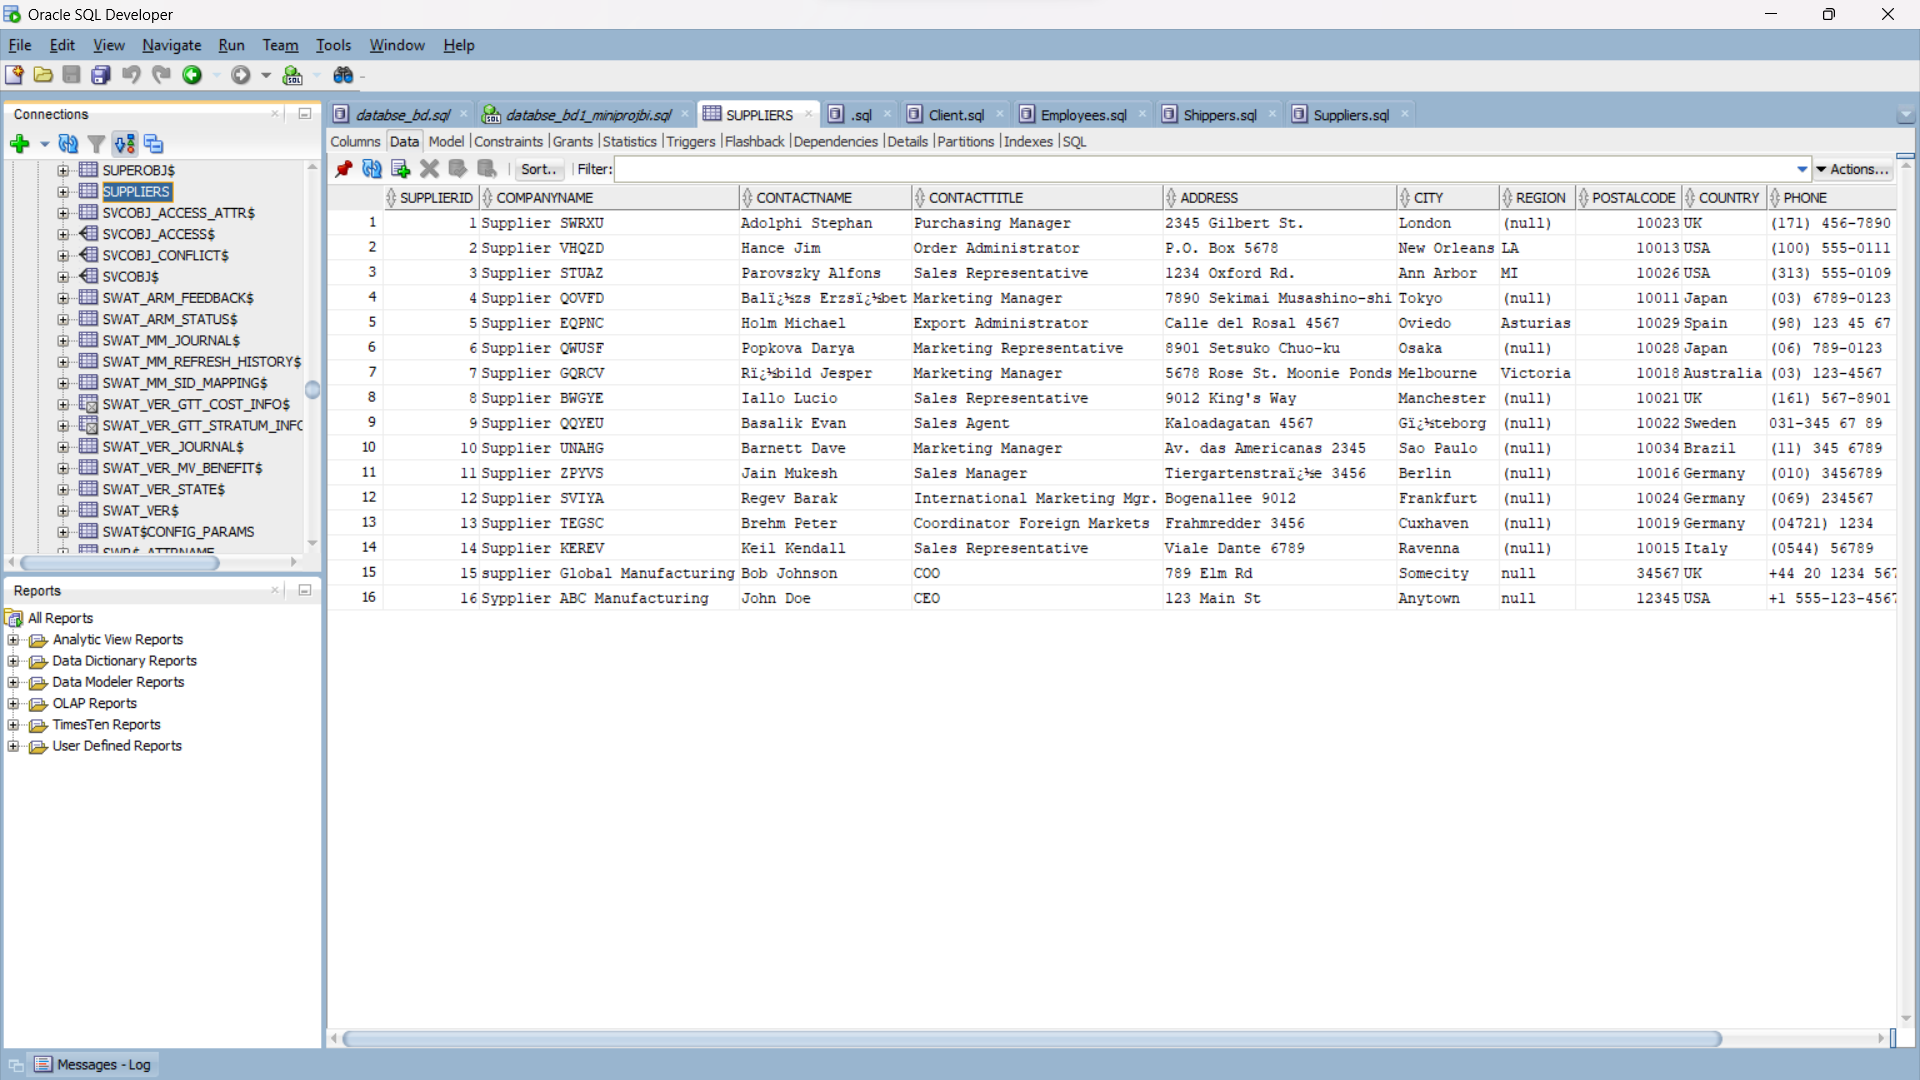 Oracle SQL Developer
File Edit View Navigate Run Team Tools Window Help
Connections
SUPEROBJ$
SUPPLIERS
SVCOBJ_ACCESS_ATTR$
SVCOBJ_ACCESS$
SVCOBJ_CONFLICT$
SVCOBJ$
SWAT_ARM_FEEDBACK$
SWAT_ARM_STATUS$
SWAT_MM_JOURNAL$
SWAT_MM_REFRESH_HISTORY$
SWAT_MM_SID_MAPPING$
SWAT_VER_GTT_COST_INFO$
SWAT_VER_GTT_STRATUM_INFO
SWAT_VER_JOURNAL$
SWAT_VER_MV_BENEFIT$
SWAT_VER_STATE$
SWAT_VER$
SWAT$CONFIG_PARAMS
Reports
All Reports
Analytic View Reports
Data Dictionary Reports
Data Modeler Reports
OLAP Reports
TimesTen Reports
User Defined Reports
databse_bd.sql databse_bd1_miniprojbi.sql SUPPLIERS .sql Client.sql Employees.sql Shippers.sql Suppliers.sql
Columns Data Model |Constraints |Grants |Statistics |Triggers |Flashback |Dependencies |Details |Partitions |Indexes |SQL
Sort.. Filter: Actions...
SUPPLIERID COMPANYNAME CONTACTNAME CONTACTTITLE ADDRESS CITY REGION POSTALCODE COUNTRY PHONE
1 1 Supplier SWRXU Adolphi Stephan Purchasing Manager 2345 Gilbert St. London (null) 10023 UK (171) 456-7890
2 2 Supplier VHQZD Hance Jim Order Administrator P.O. Box 5678 New Orleans LA 10013 USA (100) 555-0111
3 3 Supplier STUAZ Parovszky Alfons Sales Representative 1234 Oxford Rd. Ann Arbor MI 10026 USA (313) 555-0109
4 4 Supplier QOVFD Balï¿½zs Erzsï¿½bet Marketing Manager 7890 Sekimai Musashino-shi Tokyo (null) 10011 Japan (03) 6789-0123
5 5 Supplier EQPNC Holm Michael Export Administrator Calle del Rosal 4567 Oviedo Asturias 10029 Spain (98) 123 45 67
6 6 Supplier QWUSF Popkova Darya Marketing Representative 8901 Setsuko Chuo-ku Osaka (null) 10028 Japan (06) 789-0123
7 7 Supplier GQRCV Rï¿½bild Jesper Marketing Manager 5678 Rose St. Moonie Ponds Melbourne Victoria 10018 Australia (03) 123-4567
8 8 Supplier BWGYE Iallo Lucio Sales Representative 9012 King's Way Manchester (null) 10021 UK (161) 567-8901
9 9 Supplier QQYEU Basalik Evan Sales Agent Kaloadagatan 4567 Gï¿½teborg (null) 10022 Sweden 031-345 67 89
10 10 Supplier UNAHG Barnett Dave Marketing Manager Av. das Americanas 2345 Sao Paulo (null) 10034 Brazil (11) 345 6789
11 11 Supplier ZPYVS Jain Mukesh Sales Manager Tiergartenstraï¿½e 3456 Berlin (null) 10016 Germany (010) 3456789
12 12 Supplier SVIYA Regev Barak International Marketing Mgr. Bogenallee 9012 Frankfurt (null) 10024 Germany (069) 234567
13 13 Supplier TEGSC Brehm Peter Coordinator Foreign Markets Frahmredder 3456 Cuxhaven (null) 10019 Germany (04721) 1234
14 14 Supplier KEREV Keil Kendall Sales Representative Viale Dante 6789 Ravenna (null) 10015 Italy (0544) 56789
15 15 supplier Global Manufacturing Bob Johnson COO 789 Elm Rd Somecity null 34567 UK +44 20 1234 567
16 16 Sypplier ABC Manufacturing John Doe CEO 123 Main St Anytown null 12345 USA +1 555-123-4567
Messages - Log